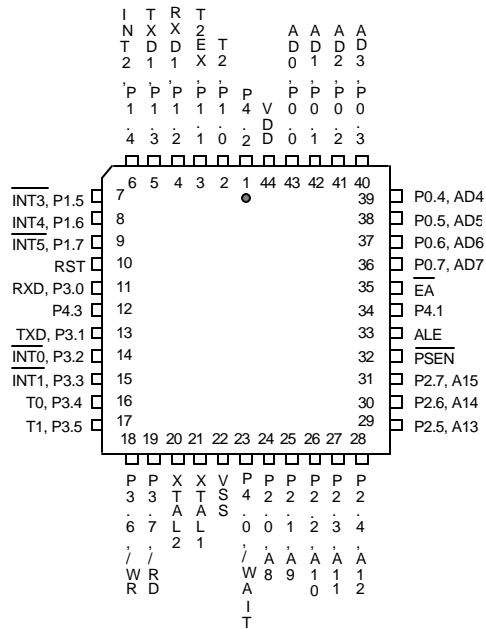 INT2, P1.4
TXD1, P1.3
RXD1, P1.2
T2EX, P1.1
T2, P1.0
P4.2
VDD
AD0, P0.0
AD1, P0.1
AD2, P0.2
AD3, P0.3
6 5 4 3 2 1 44 43 42 41 40
INT3, P1.5 7
INT4, P1.6 8
INT5, P1.7 9
RST 10
RXD, P3.0 11
P4.3 12
TXD, P3.1 13
INT0, P3.2 14
INT1, P3.3 15
T0, P3.4 16
T1, P3.5 17
39 P0.4, AD4
38 P0.5, AD5
37 P0.6, AD6
36 P0.7, AD7
35 EA
34 P4.1
33 ALE
32 PSEN
31 P2.7, A15
30 P2.6, A14
29 P2.5, A13
18 19 20 21 22 23 24 25 26 27 28
P3.6, /WR
P3.7, /RD
XTAL2
XTAL1
VSS
P4.0, /WAIT
P2.0, A8
P2.1, A9
P2.2, A10
P2.3, A11
P2.4, A12